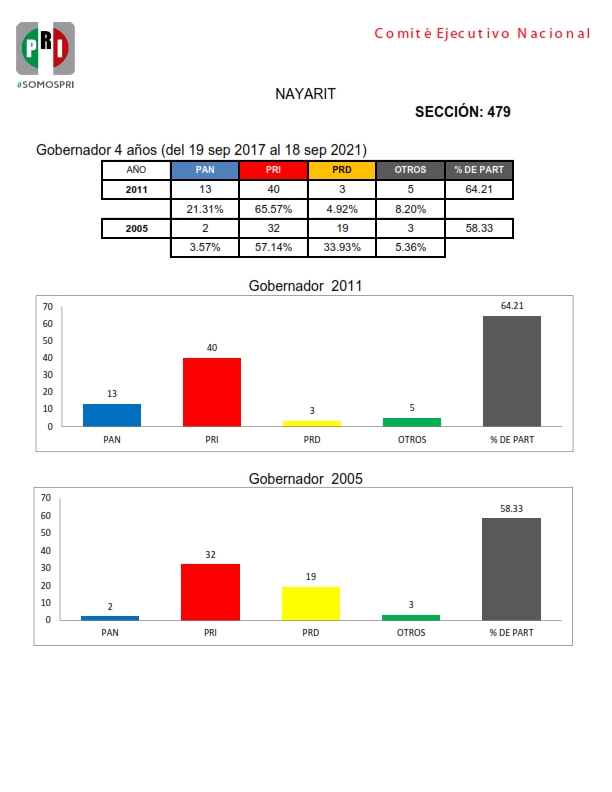 PRI
#SOMOSPRI
Comité Ejecutivo Nacional
NAYARIT
SECCIÓN: 479
Gobernador 4 años (del 19 sep 2017 al 18 sep 2021)
AÑO PAN PRI PRD OTROS % DE PART
2011 13 40 3 5 64.21
21.31% 65.57% 4.92% 8.20%
2005 2 32 19 3 58.33
3.57% 57.14% 33.93% 5.36%
Gobernador 2011
70
60
50
40
30
20
10
0
13
40
3
5
64.21
PAN PRI PRD OTROS % DE PART
Gobernador 2005
70
60
50
40
30
20
10
0
2
32
19
3
58.33
PAN PRI PRD OTROS % DE PART